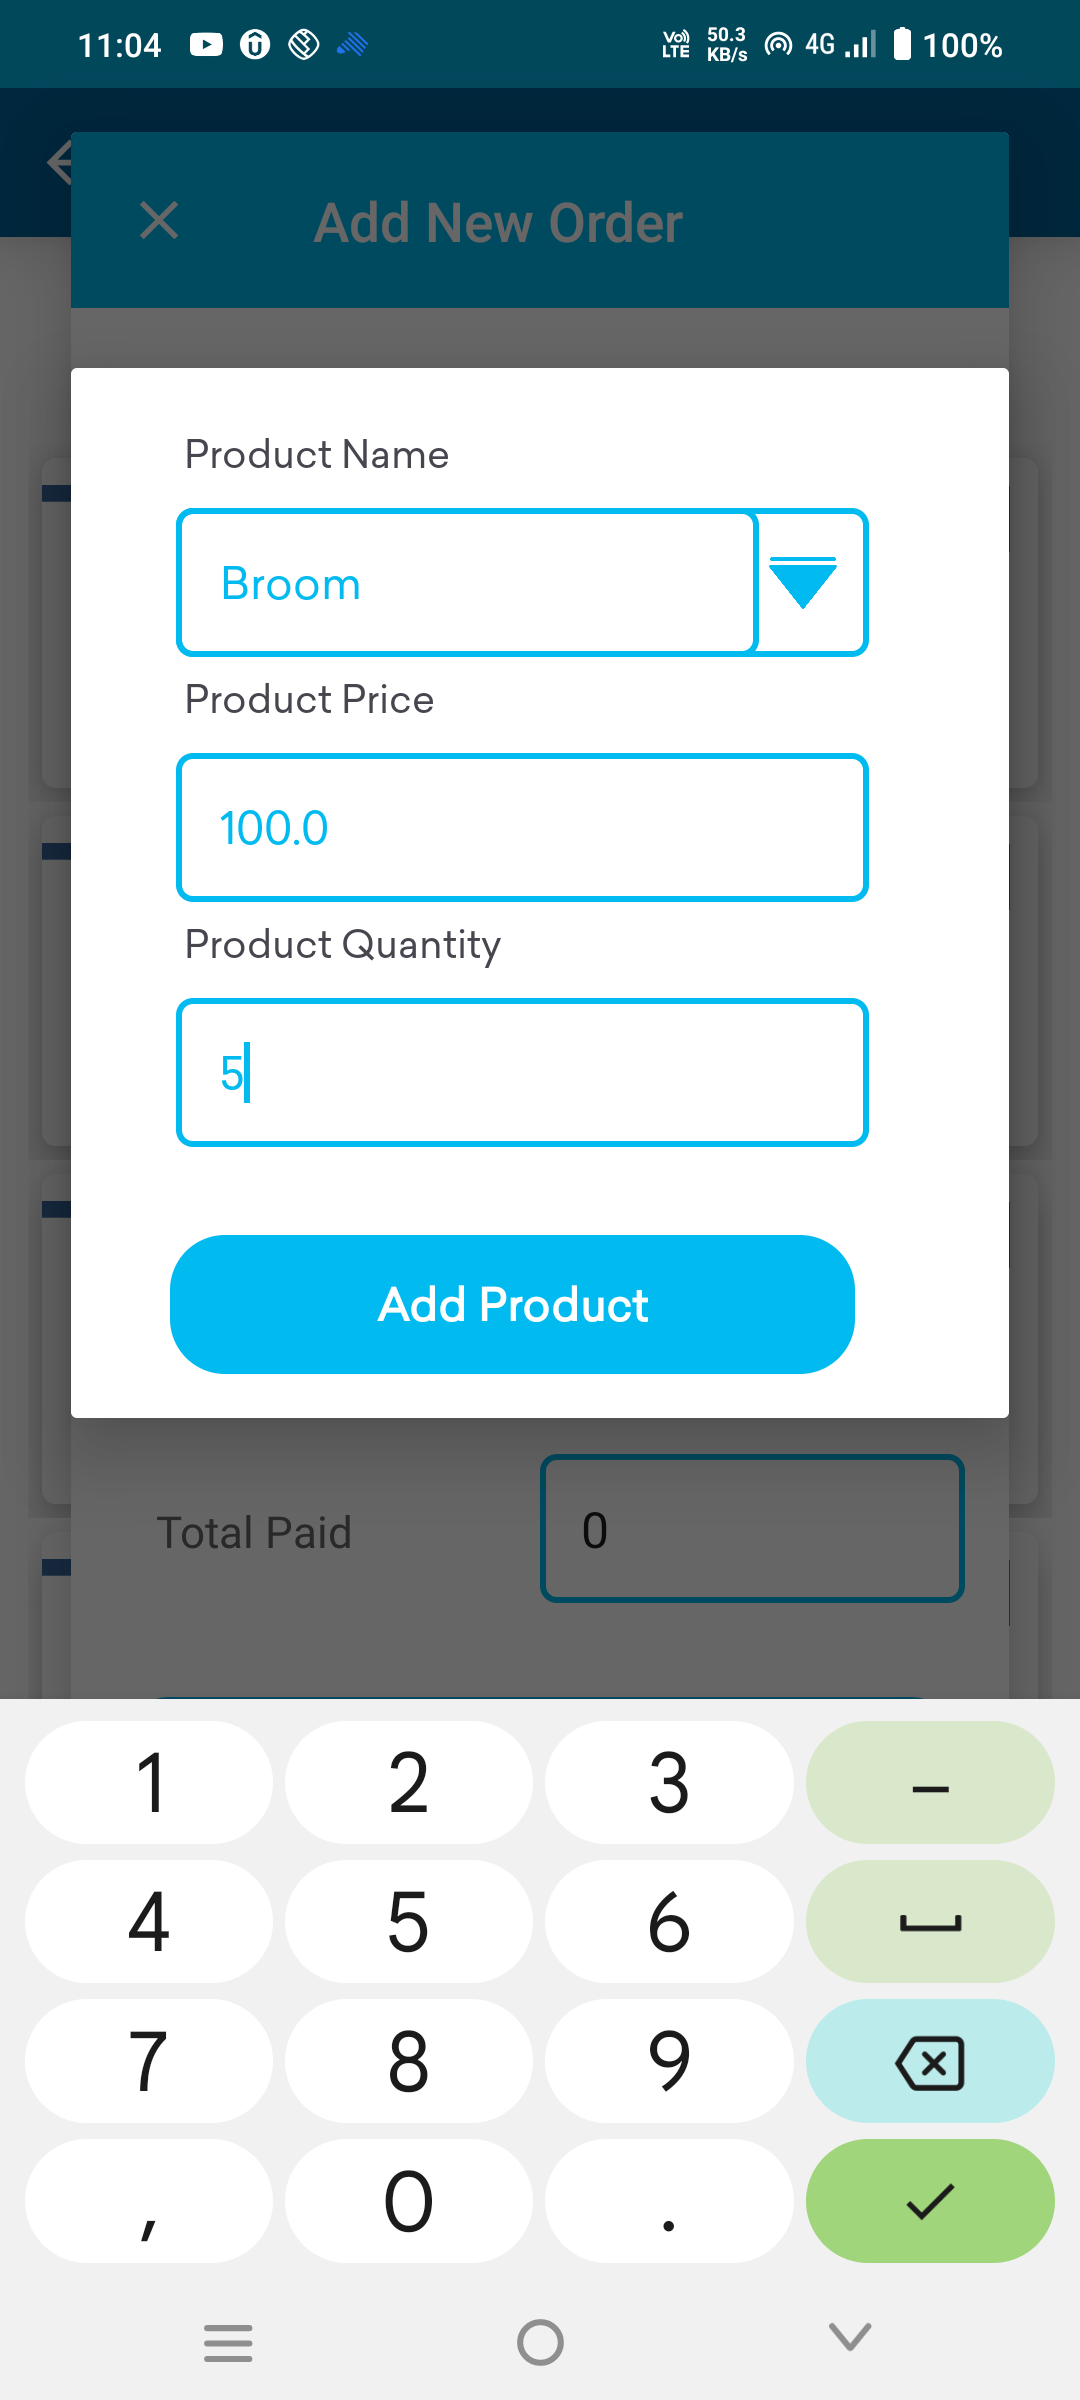 11:04
Vo)) LTE 50.3 KB/s 4G 100%
Add New Order
Product Name
Broom
Product Price
100.0
Product Quantity
5
Add Product
Total Paid 0
1 2 3 –
4 5 6
7 8 9
, 0 .